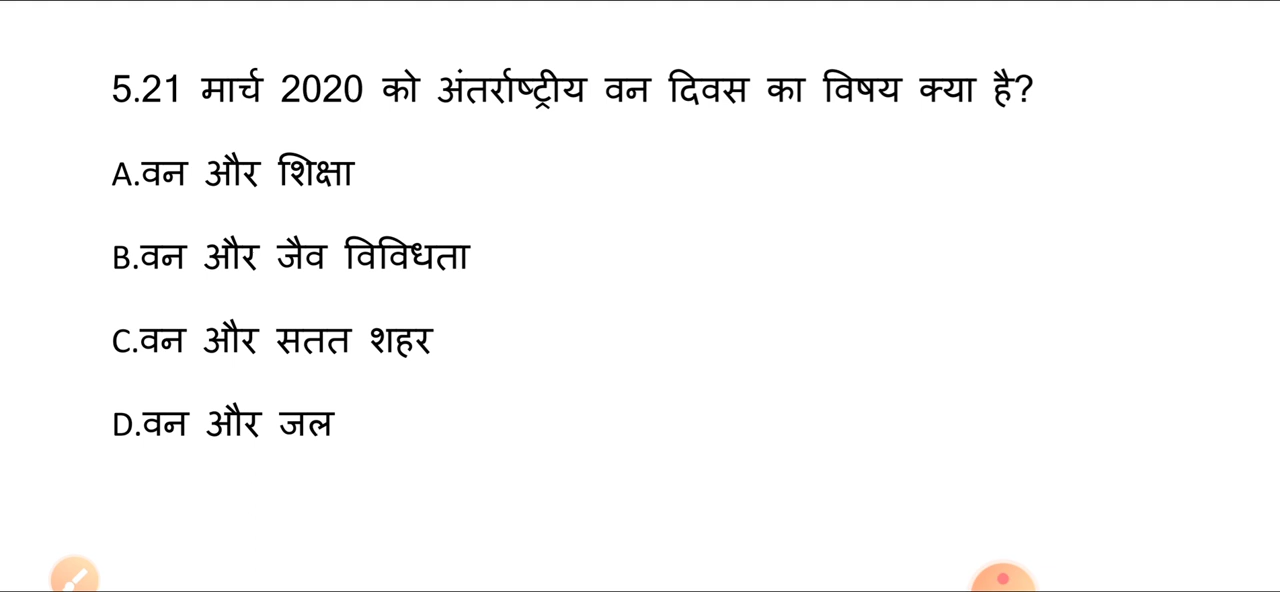 5.21 मार्च 2020 को अंतर्राष्ट्रीय वन दिवस का विषय क्या है?
A.वन और शिक्षा
B.वन और जैव विविधता
C.वन और सतत शहर
D.वन और जल